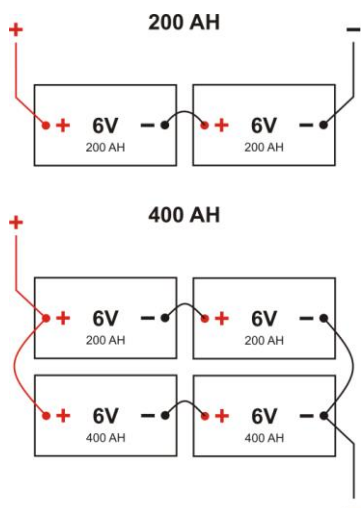 200 AH
+ −
+ 6V − + 6V −
200 AH 200 AH
400 AH
+
+ 6V − + 6V −
200 AH 200 AH
+ 6V − + 6V −
400 AH 400 AH